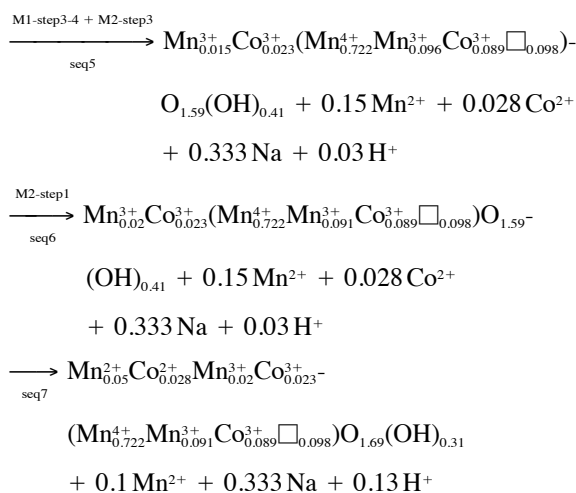 M1-step3-4 + M2-step3
⟶ Mn³⁺₀.₀₁₅Co³⁺₀.₀₂₃(Mn⁴⁺₀.₇₂₂Mn³⁺₀.₀₉₆Co³⁺₀.₀₈₉□₀.₀₉₈)-
seq5
O₁.₅₉(OH)₀.₄₁ + 0.15 Mn²⁺ + 0.028 Co²⁺
+ 0.333 Na + 0.03 H⁺
M2-step1
⟶ Mn³⁺₀.₀₂Co³⁺₀.₀₂₃(Mn⁴⁺₀.₇₂₂Mn³⁺₀.₀₉₁Co³⁺₀.₀₈₉□₀.₀₉₈)O₁.₅₉-
seq6
(OH)₀.₄₁ + 0.15 Mn²⁺ + 0.028 Co²⁺
+ 0.333 Na + 0.03 H⁺
⟶ Mn²⁺₀.₀₅Co²⁺₀.₀₂₈Mn³⁺₀.₀₂Co³⁺₀.₀₂₃-
seq7
(Mn⁴⁺₀.₇₂₂Mn³⁺₀.₀₉₁Co³⁺₀.₀₈₉□₀.₀₉₈)O₁.₆₉(OH)₀.₃₁
+ 0.1 Mn²⁺ + 0.333 Na + 0.13 H⁺